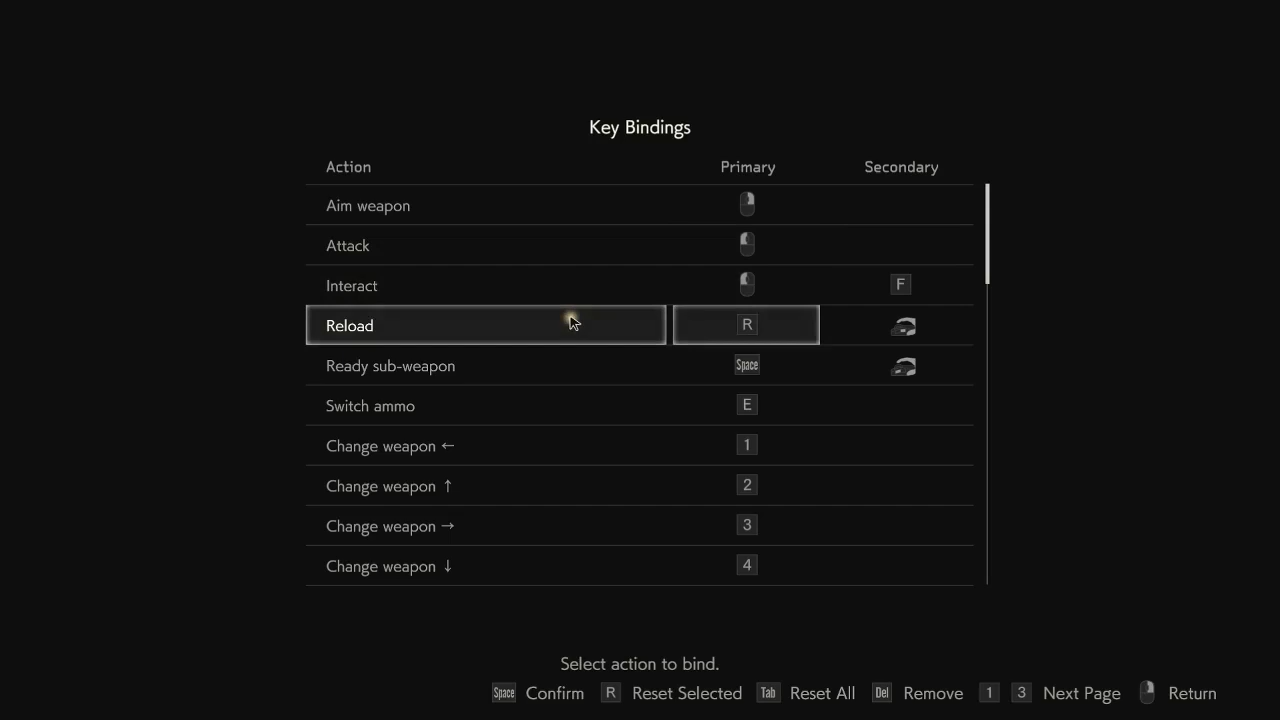 Key Bindings
Action Primary Secondary
Aim weapon
Attack
Interact F
Reload R
Ready sub-weapon Space
Switch ammo E
Change weapon ← 1
Change weapon ↑ 2
Change weapon → 3
Change weapon ↓ 4
Select action to bind.
Space Confirm R Reset Selected Tab Reset All Del Remove 1 3 Next Page Return